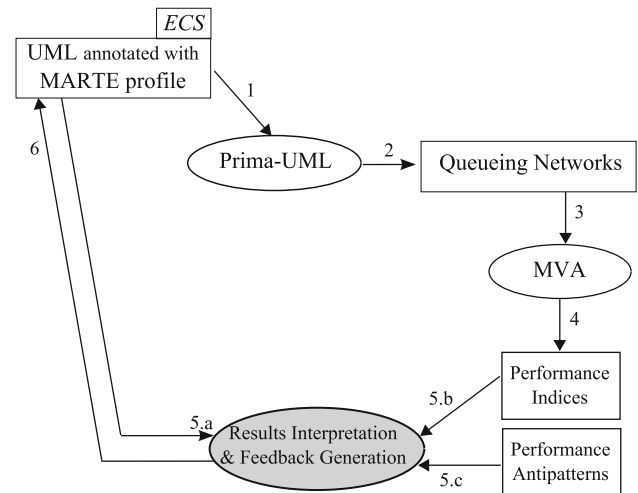 ECS
UML annotated with
MARTE profile
1
6
Prima-UML
2
Queueing Networks
3
MVA
4
Performance
Indices
5.b
5.a
Results Interpretation
& Feedback Generation
Performance
Antipatterns
5.c